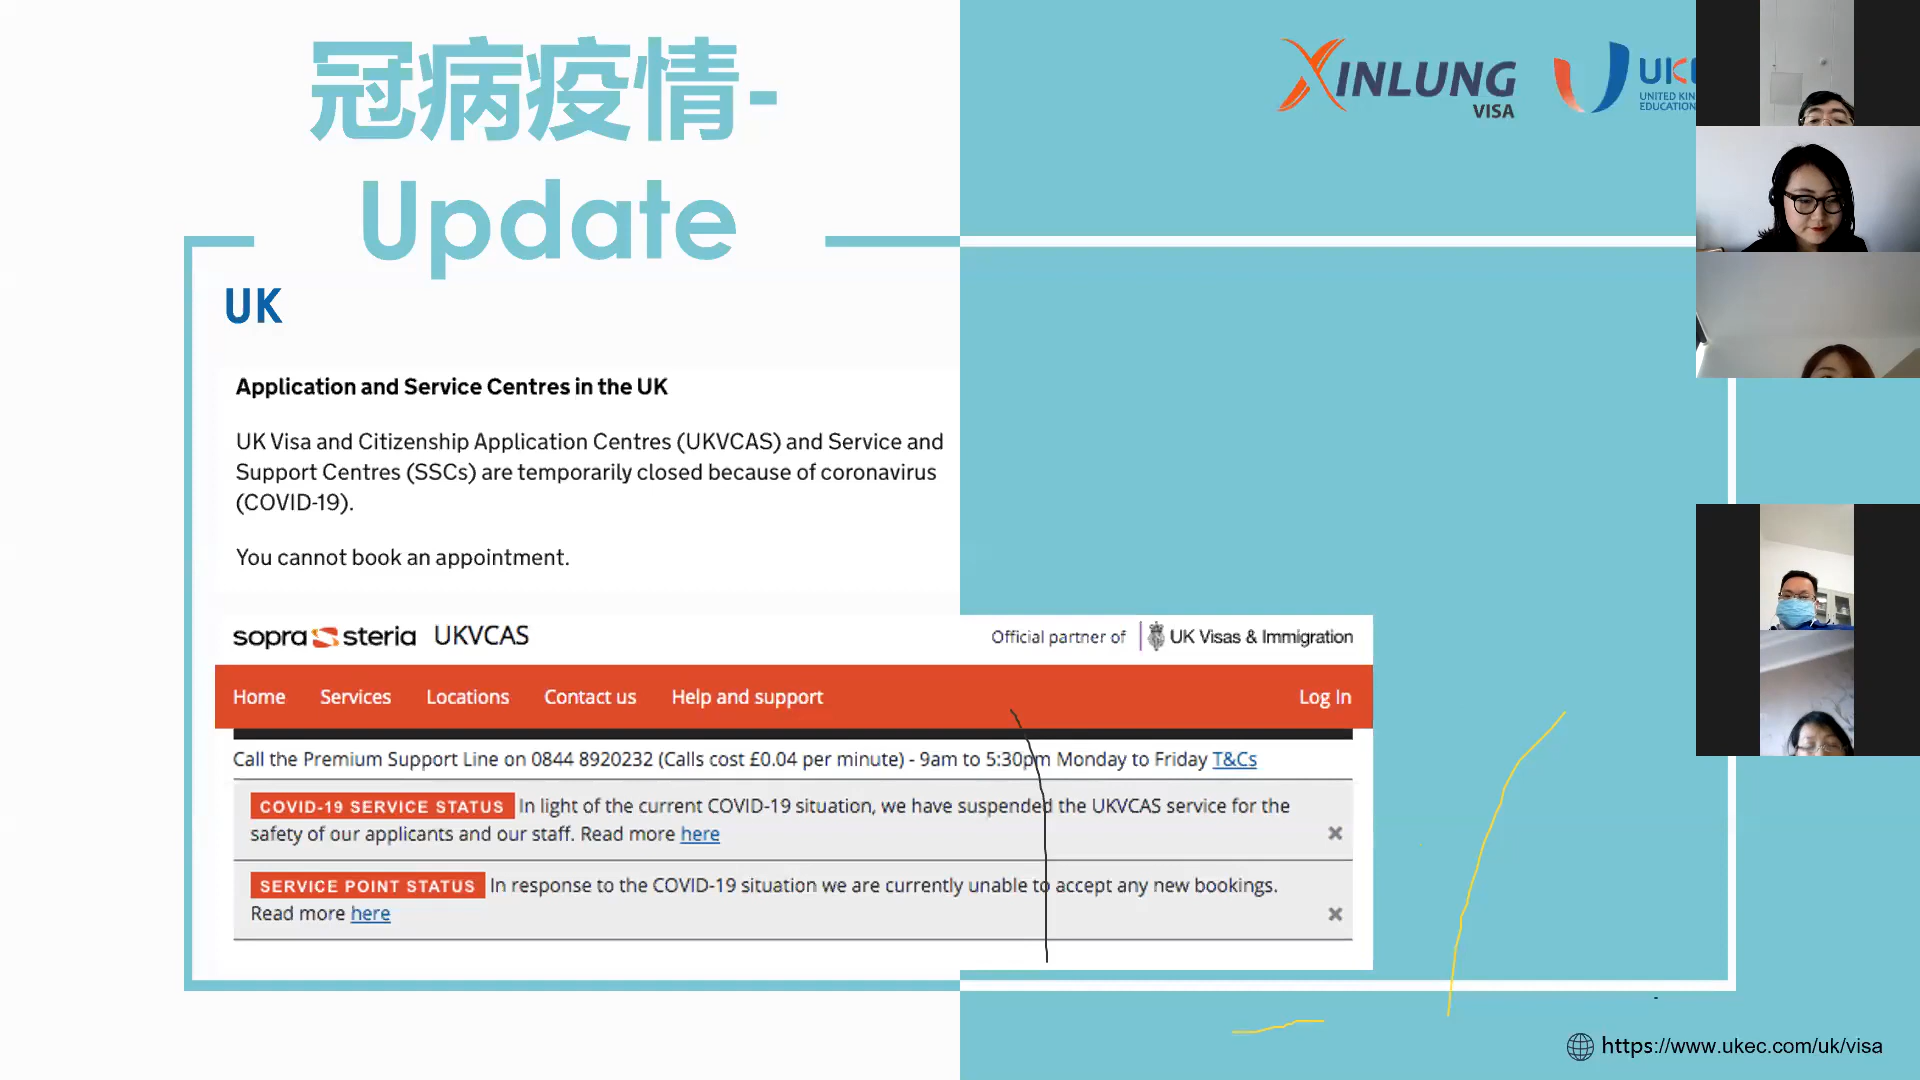 冠病疫情-
Update
XINLUNG
VISA
UNITED KIN
EDUCATION
UK
Application and Service Centres in the UK
UK Visa and Citizenship Application Centres (UKVCAS) and Service and
Support Centres (SSCs) are temporarily closed because of coronavirus
(COVID-19).
You cannot book an appointment.
sopra steria UKVCAS
Official partner of UK Visas & Immigration
Home Services Locations Contact us Help and support Log In
Call the Premium Support Line on 0844 8920232 (Calls cost £0.04 per minute) - 9am to 5:30pm Monday to Friday T&Cs
COVID-19 SERVICE STATUS In light of the current COVID-19 situation, we have suspended the UKVCAS service for the
safety of our applicants and our staff. Read more here
SERVICE POINT STATUS In response to the COVID-19 situation we are currently unable to accept any new bookings.
Read more here
https://www.ukec.com/uk/visa